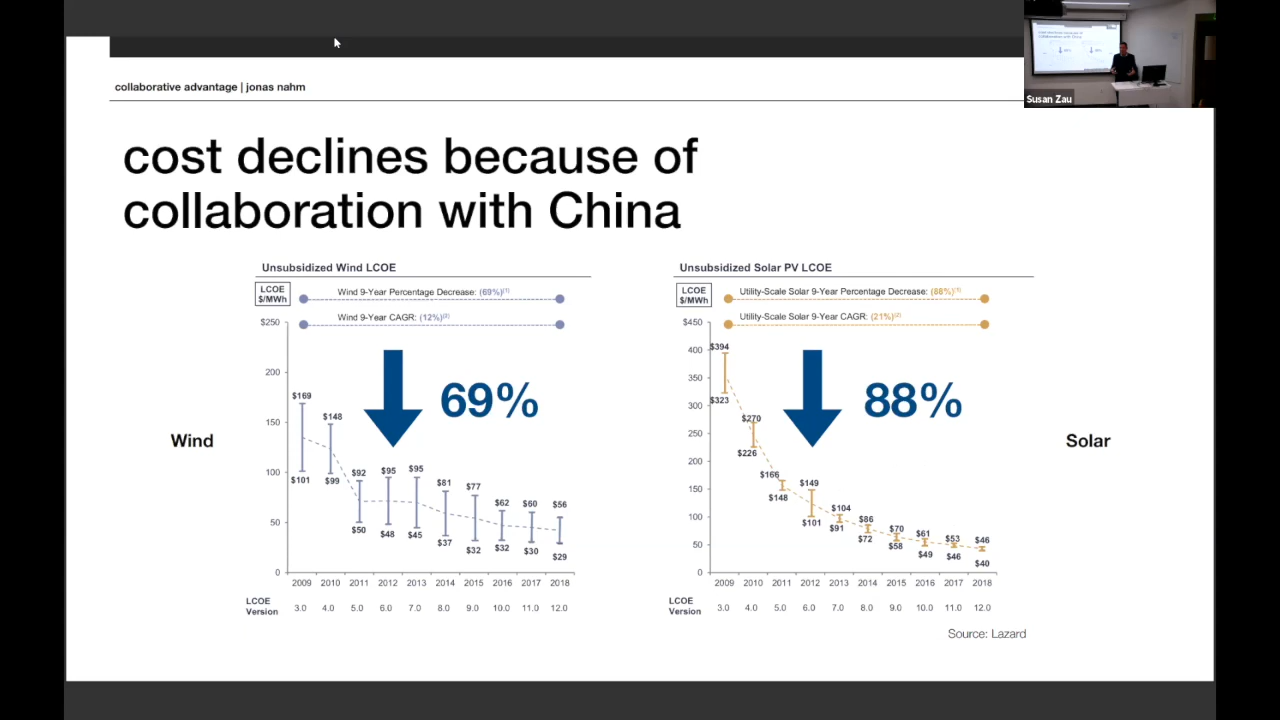 collaborative advantage | jonas nahm
Susan Zau
cost declines because of
collaboration with China
Unsubsidized Wind LCOE
LCOE
$/MWh
Wind 9-Year Percentage Decrease: (69%)(1)
Wind 9-Year CAGR: (12%)(2)
$250
200
150
100
50
0
69%
Wind
$169
$101
$148
$99
$92
$50
$95
$48
$95
$45
$81
$37
$77
$32
$62
$32
$60
$30
$56
$29
2009 2010 2011 2012 2013 2014 2015 2016 2017 2018
LCOE
Version
3.0 4.0 5.0 6.0 7.0 8.0 9.0 10.0 11.0 12.0
Unsubsidized Solar PV LCOE
LCOE
$/MWh
Utility-Scale Solar 9-Year Percentage Decrease: (88%)(1)
Utility-Scale Solar 9-Year CAGR: (21%)(2)
$450
400
350
300
250
200
150
100
50
0
88%
Solar
$394
$323
$270
$226
$166
$148
$149
$101
$104
$91
$86
$72
$70
$58
$61
$49
$53
$46
$46
$40
2009 2010 2011 2012 2013 2014 2015 2016 2017 2018
LCOE
Version
3.0 4.0 5.0 6.0 7.0 8.0 9.0 10.0 11.0 12.0
Source: Lazard